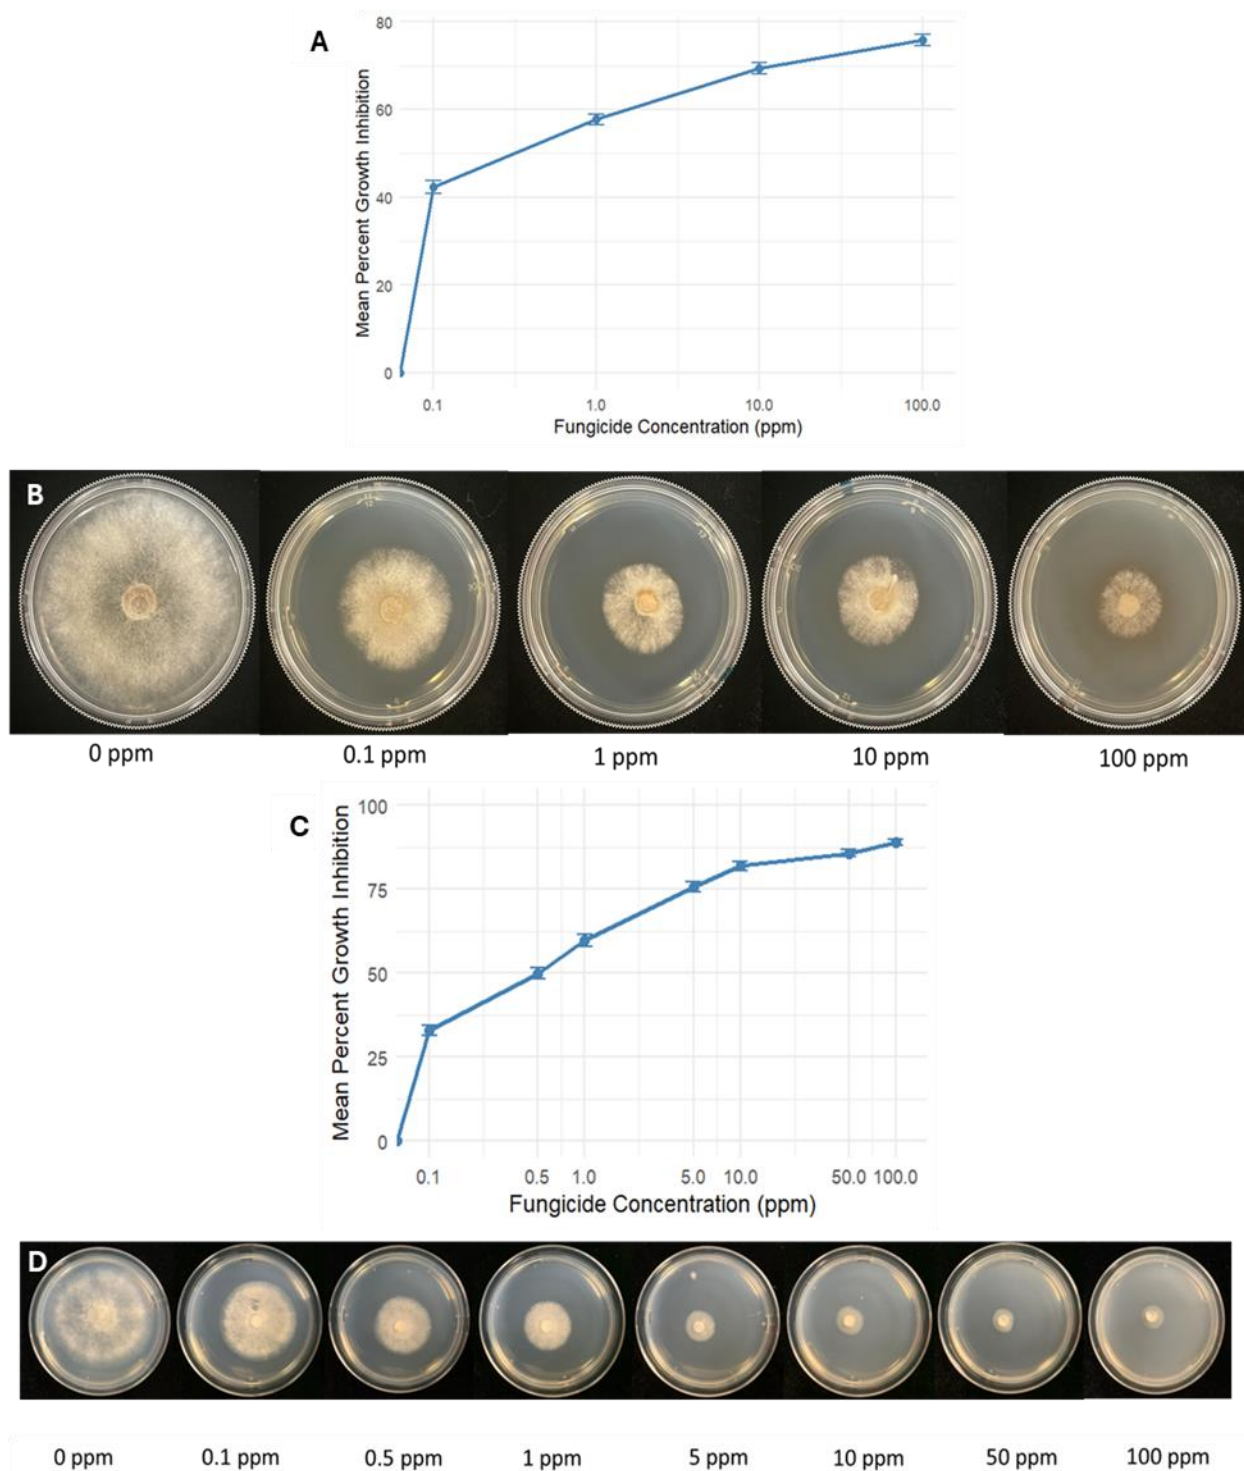 A
Mean Percent Growth Inhibition
80
60
40
20
0
0.1 1.0 10.0 100.0
Fungicide Concentration (ppm)
B
0 ppm 0.1 ppm 1 ppm 10 ppm 100 ppm
C
Mean Percent Growth Inhibition
100
75
50
25
0
0.1 0.5 1.0 5.0 10.0 50.0 100.0
Fungicide Concentration (ppm)
D
0 ppm 0.1 ppm 0.5 ppm 1 ppm 5 ppm 10 ppm 50 ppm 100 ppm